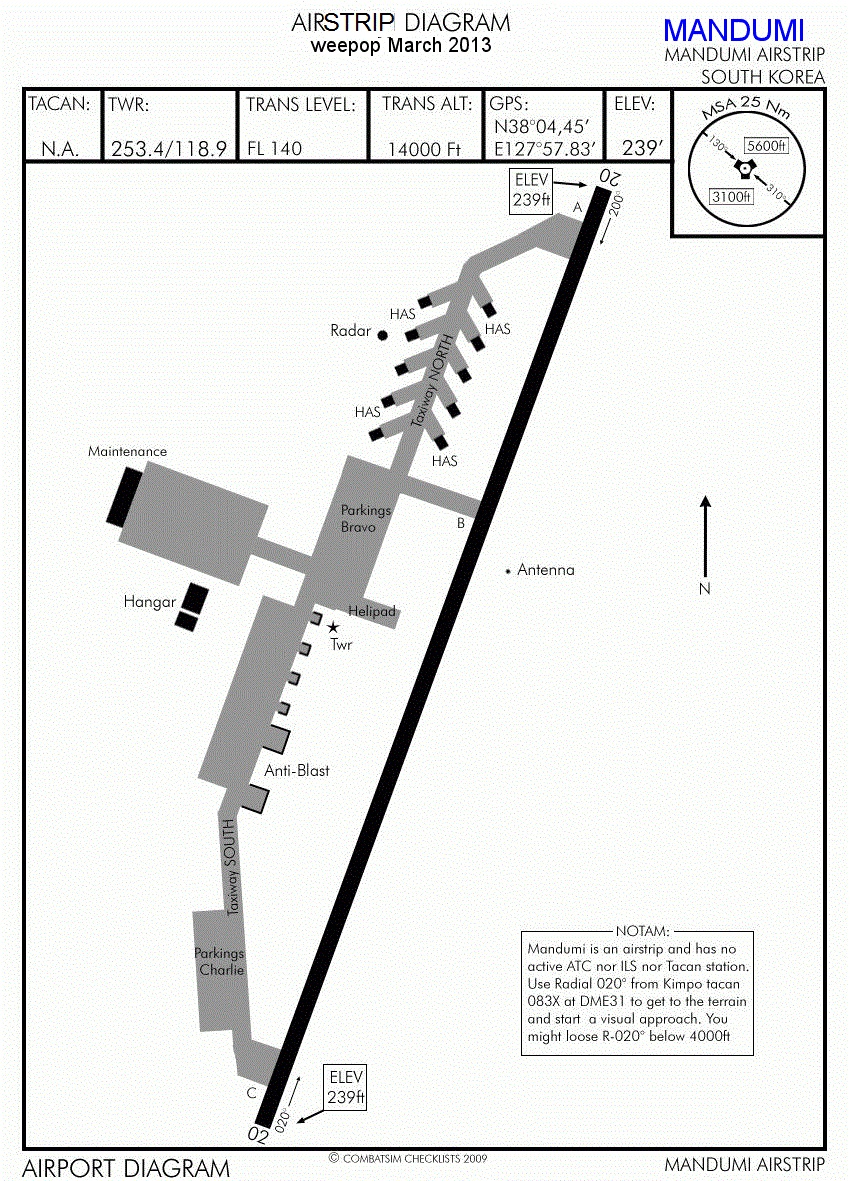 AIRSTRIP DIAGRAM
weepop March 2013
MANDUMI
MANDUMI AIRSTRIP
SOUTH KOREA
TACAN:
N.A.
TWR:
253.4/118.9
TRANS LEVEL:
FL 140
TRANS ALT:
14000 Ft
GPS:
N38°04,45’
E127°57.83’
ELEV:
239’
MSA 25 Nm
130°
5600ft
3100ft
310°
ELEV
239ft
20
200°
A
HAS
Radar
HAS
Taxiway NORTH
HAS
HAS
Maintenance
Parkings
Bravo
B
Antenna
N
Hangar
Helipad
Twr
Anti-Blast
Taxiway SOUTH
Parkings
Charlie
NOTAM:
Mandumi is an airstrip and has no
active ATC nor ILS nor Tacan station.
Use Radial 020° from Kimpo tacan
083X at DME31 to get to the terrain
and start a visual approach. You
might loose R-020° below 4000ft
C
ELEV
239ft
020°
02
© COMBATSIM CHECKLISTS 2009
AIRPORT DIAGRAM
MANDUMI AIRSTRIP